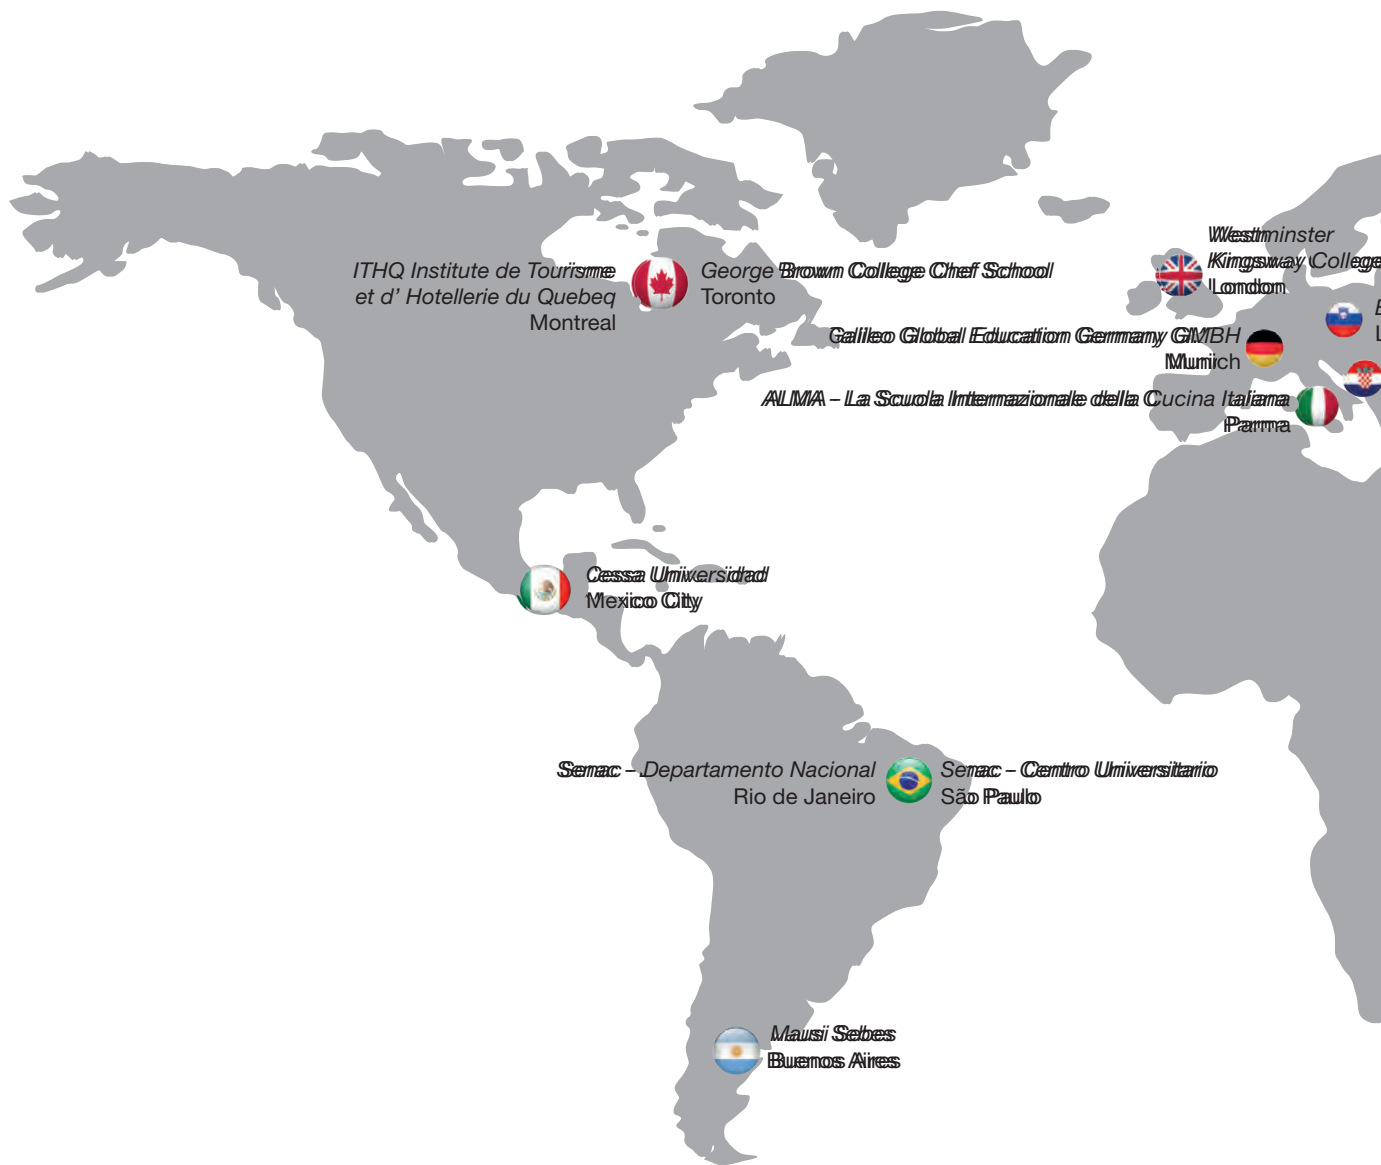 ITHQ Institute de Tourisme
et d' Hotellerie du Quebeq
Montreal
George Brown College Chef School
Toronto
Westminster
Kingsway College
London
Galileo Global Education Germany GMBH
Munich
ALMA – La Scuola Internazionale della Cucina Italiana
Parma
Cessa Universidad
Mexico City
Senac – Departamento Nacional
Rio de Janeiro
Senac – Centro Universitario
São Paulo
Mausi Sebes
Buenos Aires